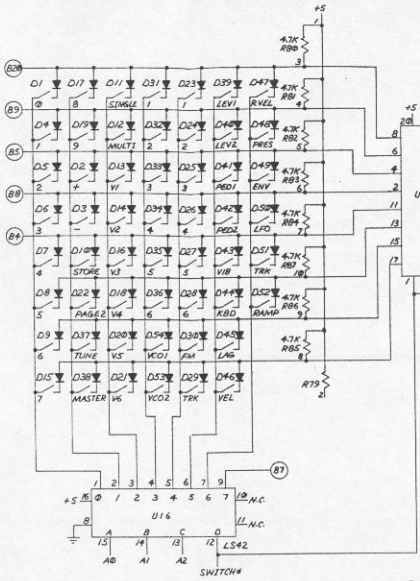 +5
1
4.7K
R80
B20
3
D1 D17 D11 D31 D23 D39 D47
0 8 SINGLE 1 1 LEV1 RVEL
4.7K
R81
+5
B9
4
20
D4 D19 D12 D32 D24 D40 D48
1 9 MULTI 2 2 LEV2 PRES
4.7K
R82
8
B5
5
6
D5 D2 D13 D33 D25 D41 D49
2 + V1 3 3 PED1 ENV
4.7K
R83
4
B8
6
2
U
D6 D3 D14 D34 D26 D42 D50
3 - V2 4 4 PED2 LFO
4.7K
R84
11
B4
7
13
D7 D10 D16 D35 D27 D43 D51
4 STORE V3 5 5 VIB TRK
4.7K
R87
15
10
17
D8 D22 D18 D36 D28 D44 D52
5 PAGE2 V4 6 6 KBD RAMP
4.7K
R86
1
9
D9 D37 D20 D54 D30 D45
6 TUNE V5 VCO1 FM LAG
4.7K
R85
8
D15 D38 D21 D53 D29 D46
7 MASTER V6 VCO2 TRK VEL
R79
2
1 2 3 4 5 6 7 9
B7
+5 16 0 1 2 3 4 5 6 7 10 N.C.
U16
8 11 N.C.
A B C D
15 14 13 12 LS42
A0 A1 A2
SWITCH*